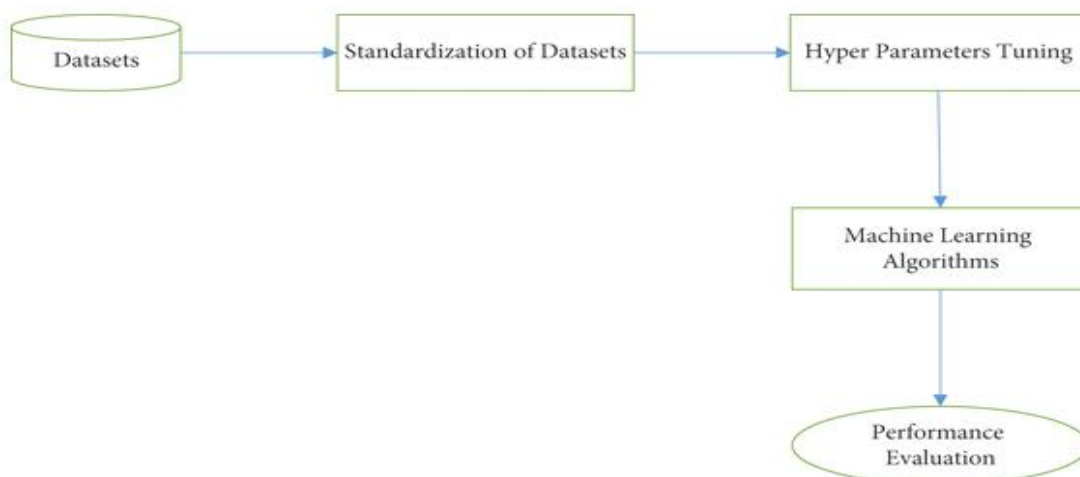 Datasets
Standardization of Datasets
Hyper Parameters Tuning
Machine Learning
Algorithms
Performance
Evaluation